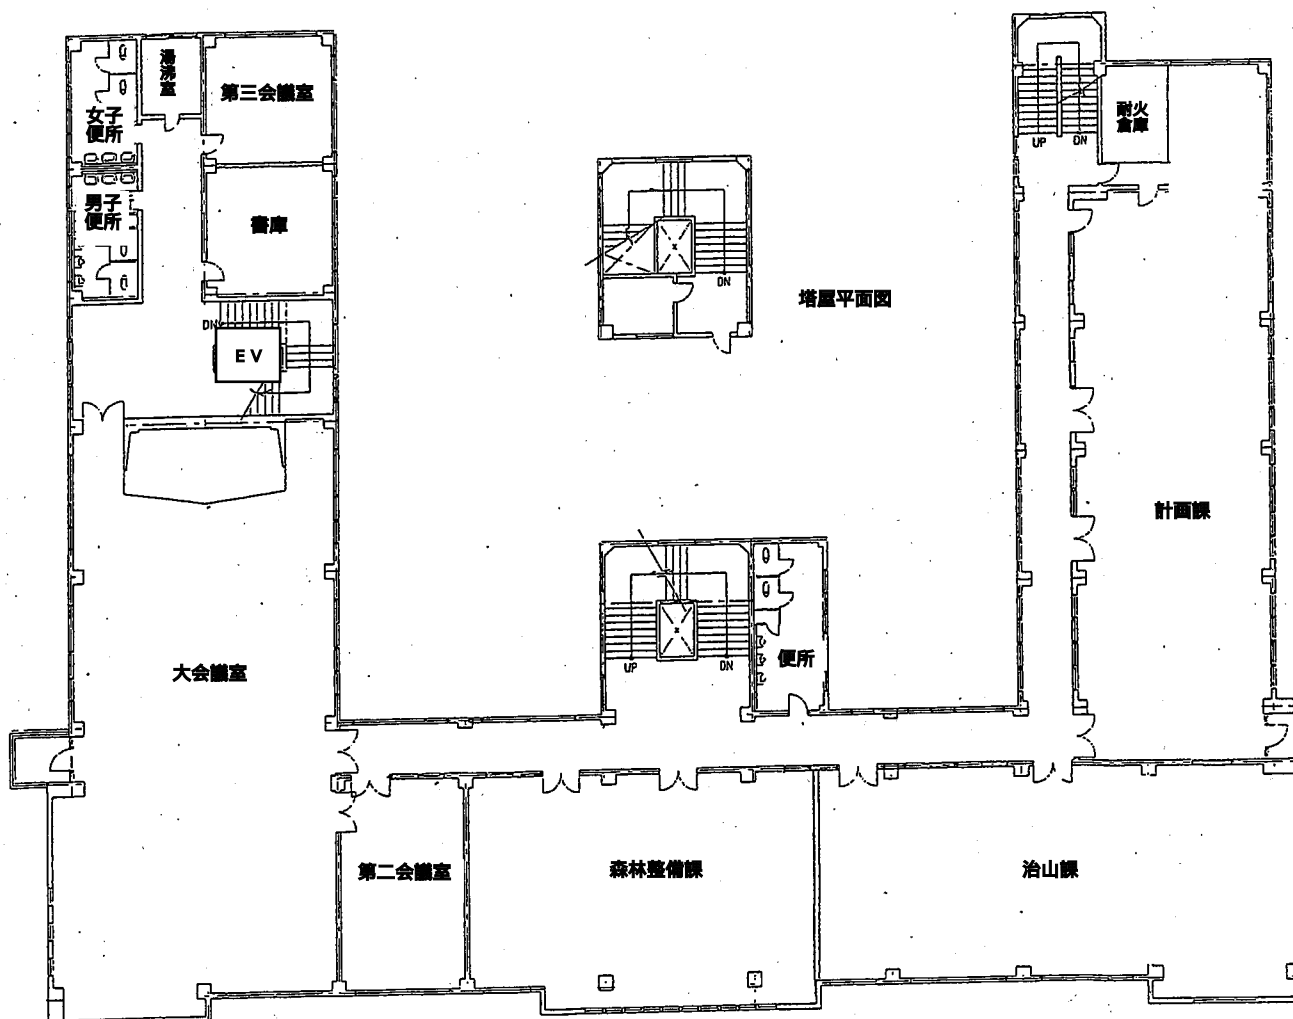 湯沸室
第三会議室
女子
便所
男子
便所
書庫
DN
EV
大会議室
DN
塔屋平面図
UP
DN
便所
UP
DN
耐火
倉庫
計画課
第二会議室
森林整備課
治山課